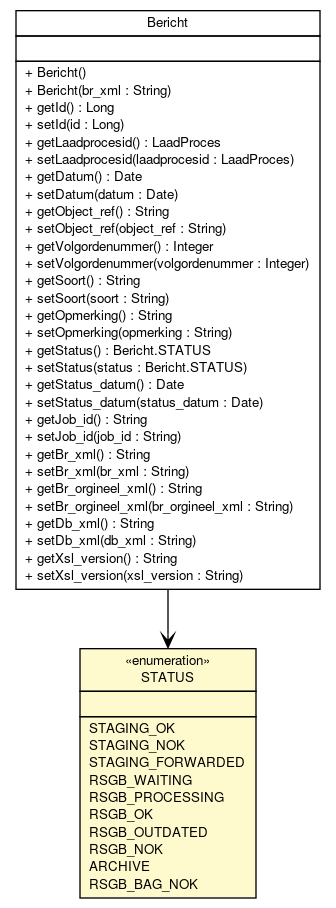 Bericht
+ Bericht()
+ Bericht(br_xml : String)
+ getId() : Long
+ setId(id : Long)
+ getLaadprocesid() : LaadProces
+ setLaadprocesid(laadprocesid : LaadProces)
+ getDatum() : Date
+ setDatum(datum : Date)
+ getObject_ref() : String
+ setObject_ref(object_ref : String)
+ getVolgordenummer() : Integer
+ setVolgordenummer(volgordenummer : Integer)
+ getSoort() : String
+ setSoort(soort : String)
+ getOpmerking() : String
+ setOpmerking(opmerking : String)
+ getStatus() : Bericht.STATUS
+ setStatus(status : Bericht.STATUS)
+ getStatus_datum() : Date
+ setStatus_datum(status_datum : Date)
+ getJob_id() : String
+ setJob_id(job_id : String)
+ getBr_xml() : String
+ setBr_xml(br_xml : String)
+ getBr_orgineel_xml() : String
+ setBr_orgineel_xml(br_orgineel_xml : String)
+ getDb_xml() : String
+ setDb_xml(db_xml : String)
+ getXsl_version() : String
+ setXsl_version(xsl_version : String)
«enumeration»
STATUS
STAGING_OK
STAGING_NOK
STAGING_FORWARDED
RSGB_WAITING
RSGB_PROCESSING
RSGB_OK
RSGB_OUTDATED
RSGB_NOK
ARCHIVE
RSGB_BAG_NOK